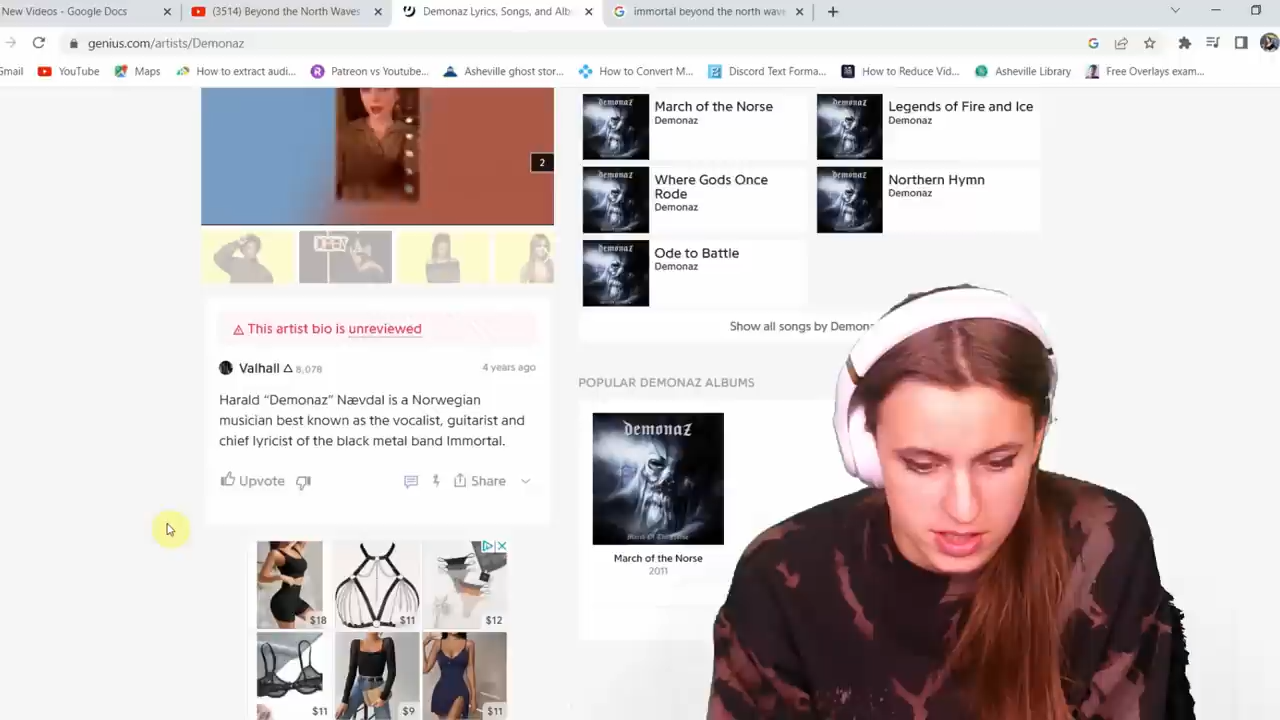 New Videos - Google Docs
(3514) Beyond the North Waves
Demonaz Lyrics, Songs, and Alb
immortal beyond the north wave
genius.com/artists/Demonaz
Gmail
YouTube
Maps
How to extract audi...
Patreon vs Youtube...
Asheville ghost stor...
How to Convert M...
Discord Text Forma...
How to Reduce Vid...
Asheville Library
Free Overlays exam...
2
OPEN
March of the Norse
Demonaz
Legends of Fire and Ice
Demonaz
Where Gods Once
Rode
Demonaz
Northern Hymn
Demonaz
Ode to Battle
Demonaz
Show all songs by Demona
This artist bio is unreviewed
Valhall 8,078
4 years ago
Harald “Demonaz” Nævdal is a Norwegian
musician best known as the vocalist, guitarist and
chief lyricist of the black metal band Immortal.
Upvote
Share
POPULAR DEMONAZ ALBUMS
demonaz
March Of The Norse
March of the Norse
2011
$18
$11
$12
$11
$9
$11